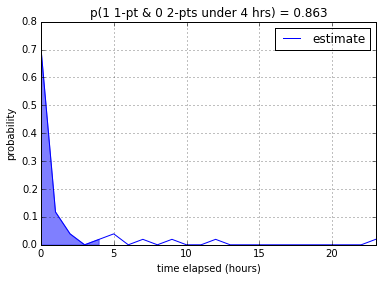 p(1 1-pt & 0 2-pts under 4 hrs) = 0.863
estimate
probability
0.8
0.7
0.6
0.5
0.4
0.3
0.2
0.1
0.0
0 5 10 15 20
time elapsed (hours)